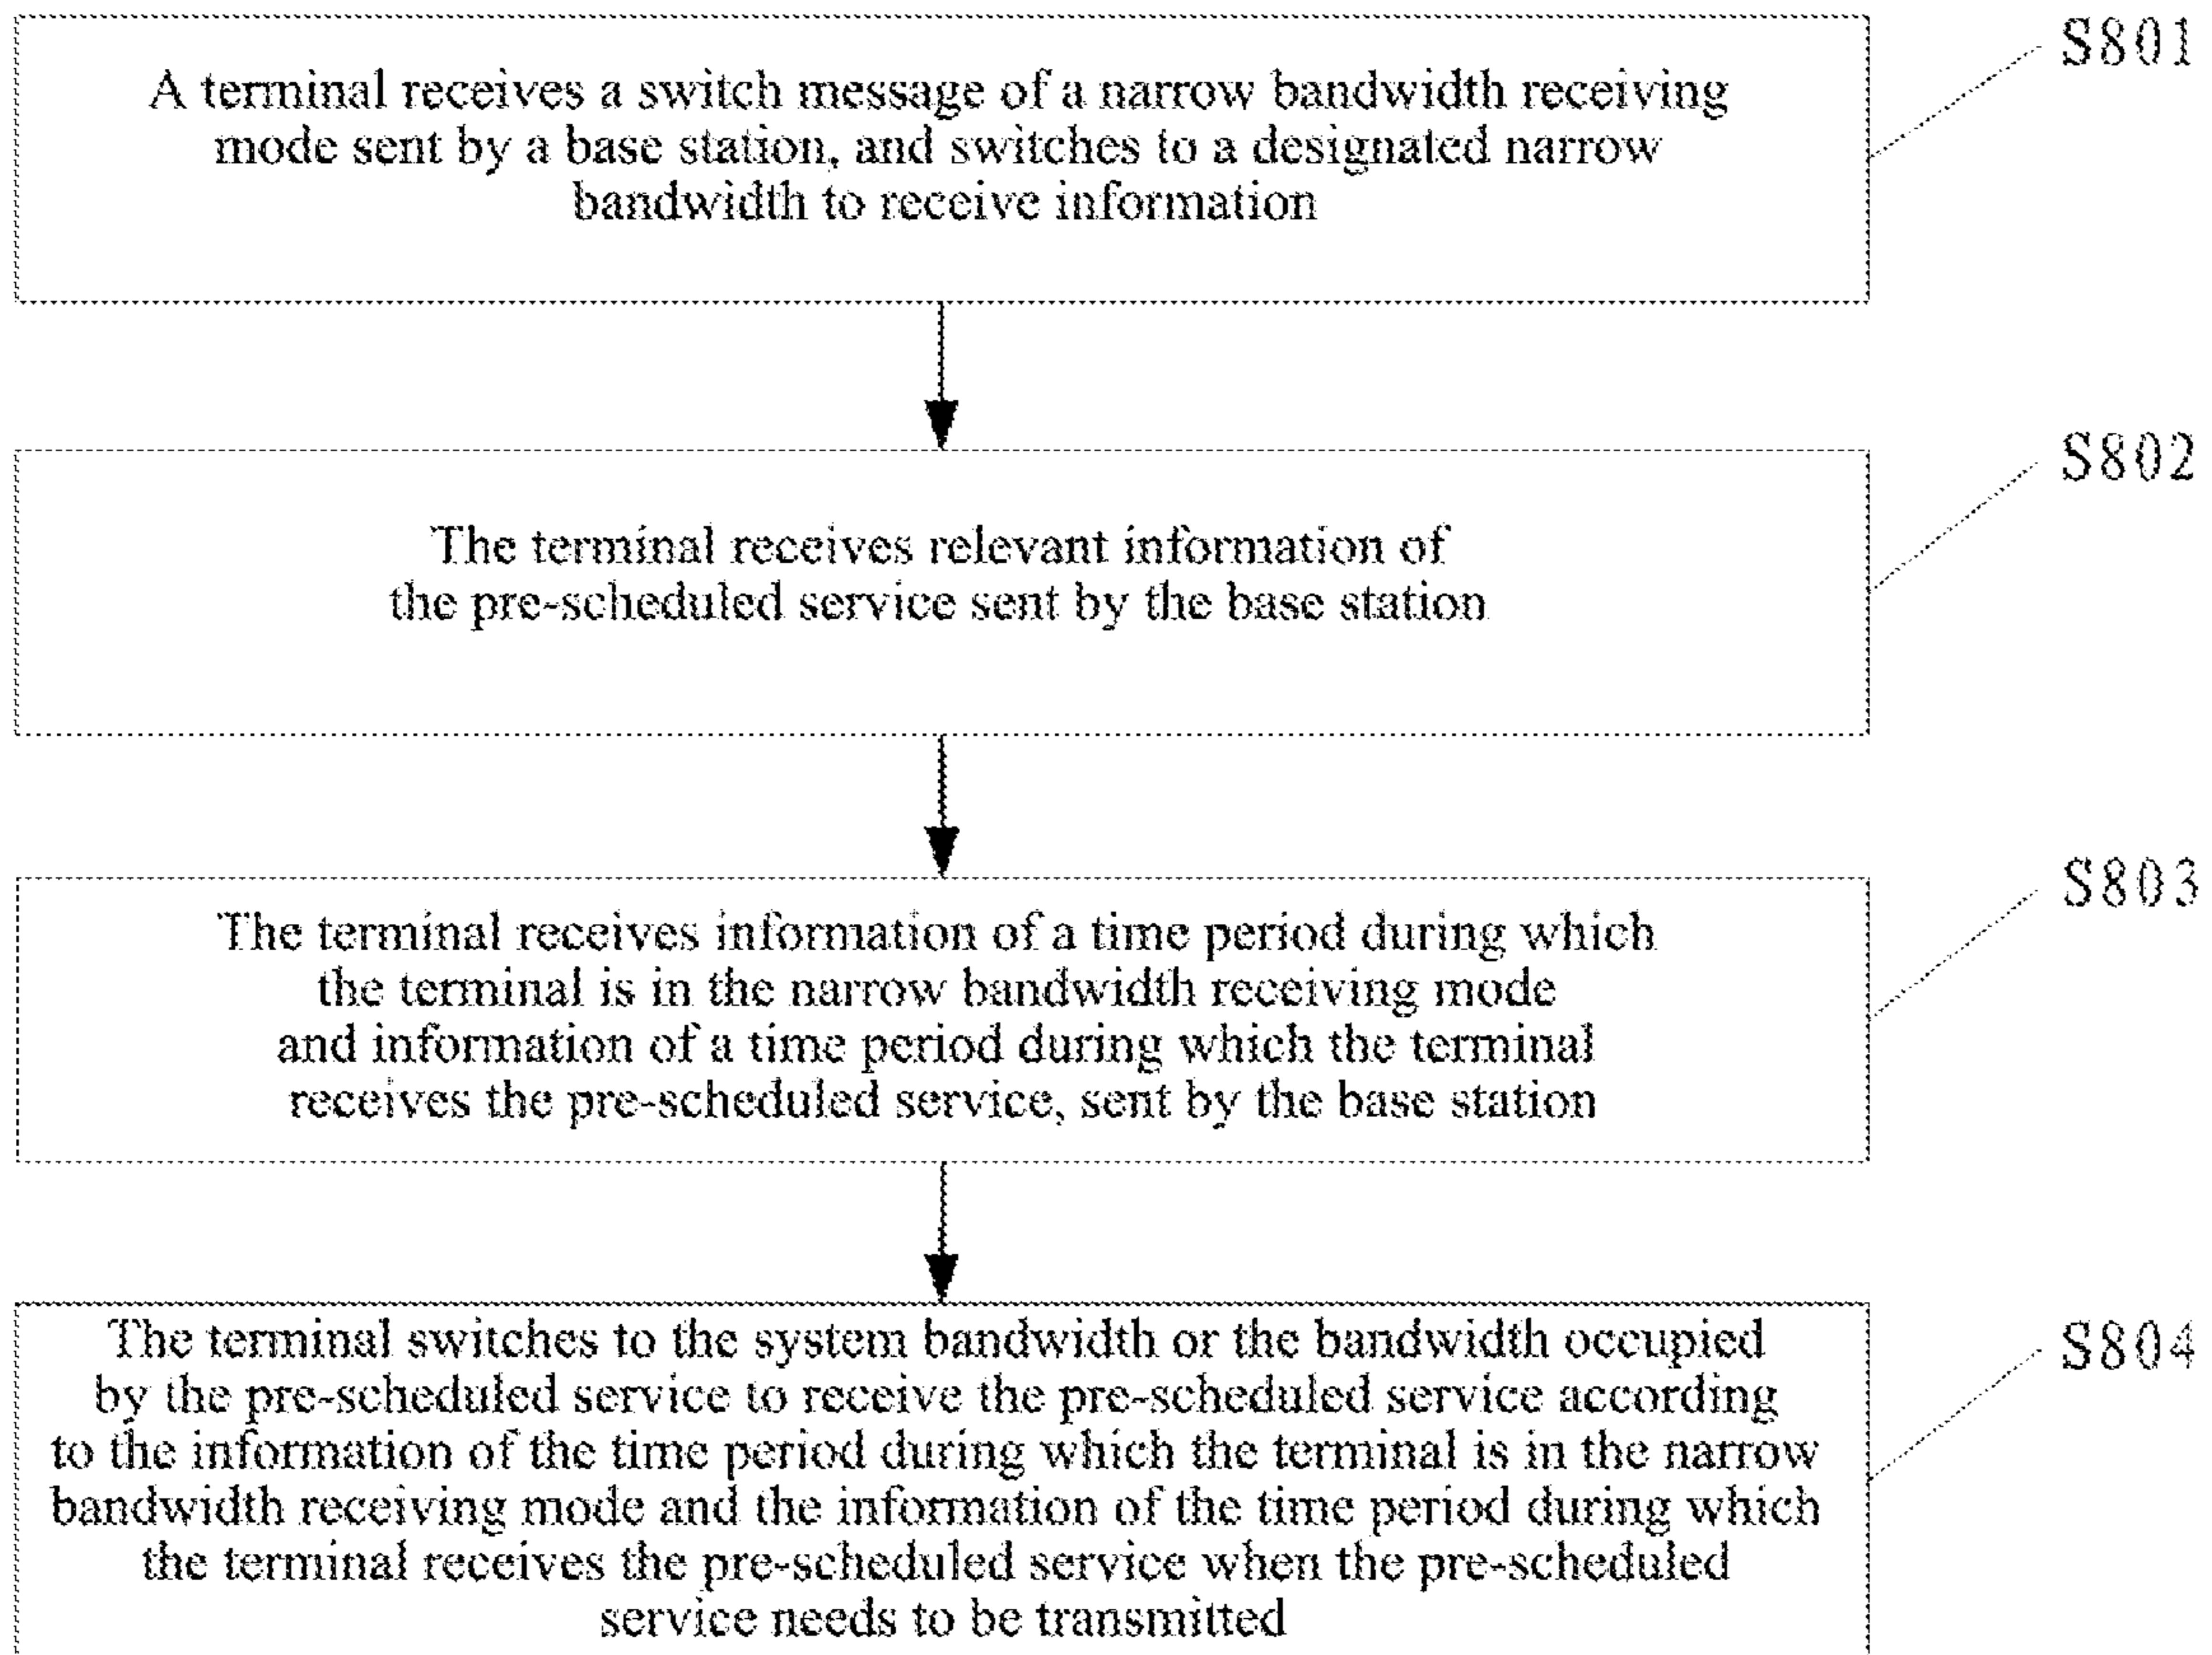 A terminal receives a switch message of a narrow bandwidth receiving
mode sent by a base station, and switches to a designated narrow
bandwidth to receive information
S801
The terminal receives relevant information of
the pre-scheduled service sent by the base station
S802
The terminal receives information of a time period during which
the terminal is in the narrow bandwidth receiving mode
and information of a time period during which the terminal
receives the pre-scheduled service, sent by the base station
S803
The terminal switches to the system bandwidth or the bandwidth occupied
by the pre-scheduled service to receive the pre-scheduled service according
to the information of the time period during which the terminal is in the narrow
bandwidth receiving mode and the information of the time period during which
the terminal receives the pre-scheduled service when the pre-scheduled
service needs to be transmitted
S804